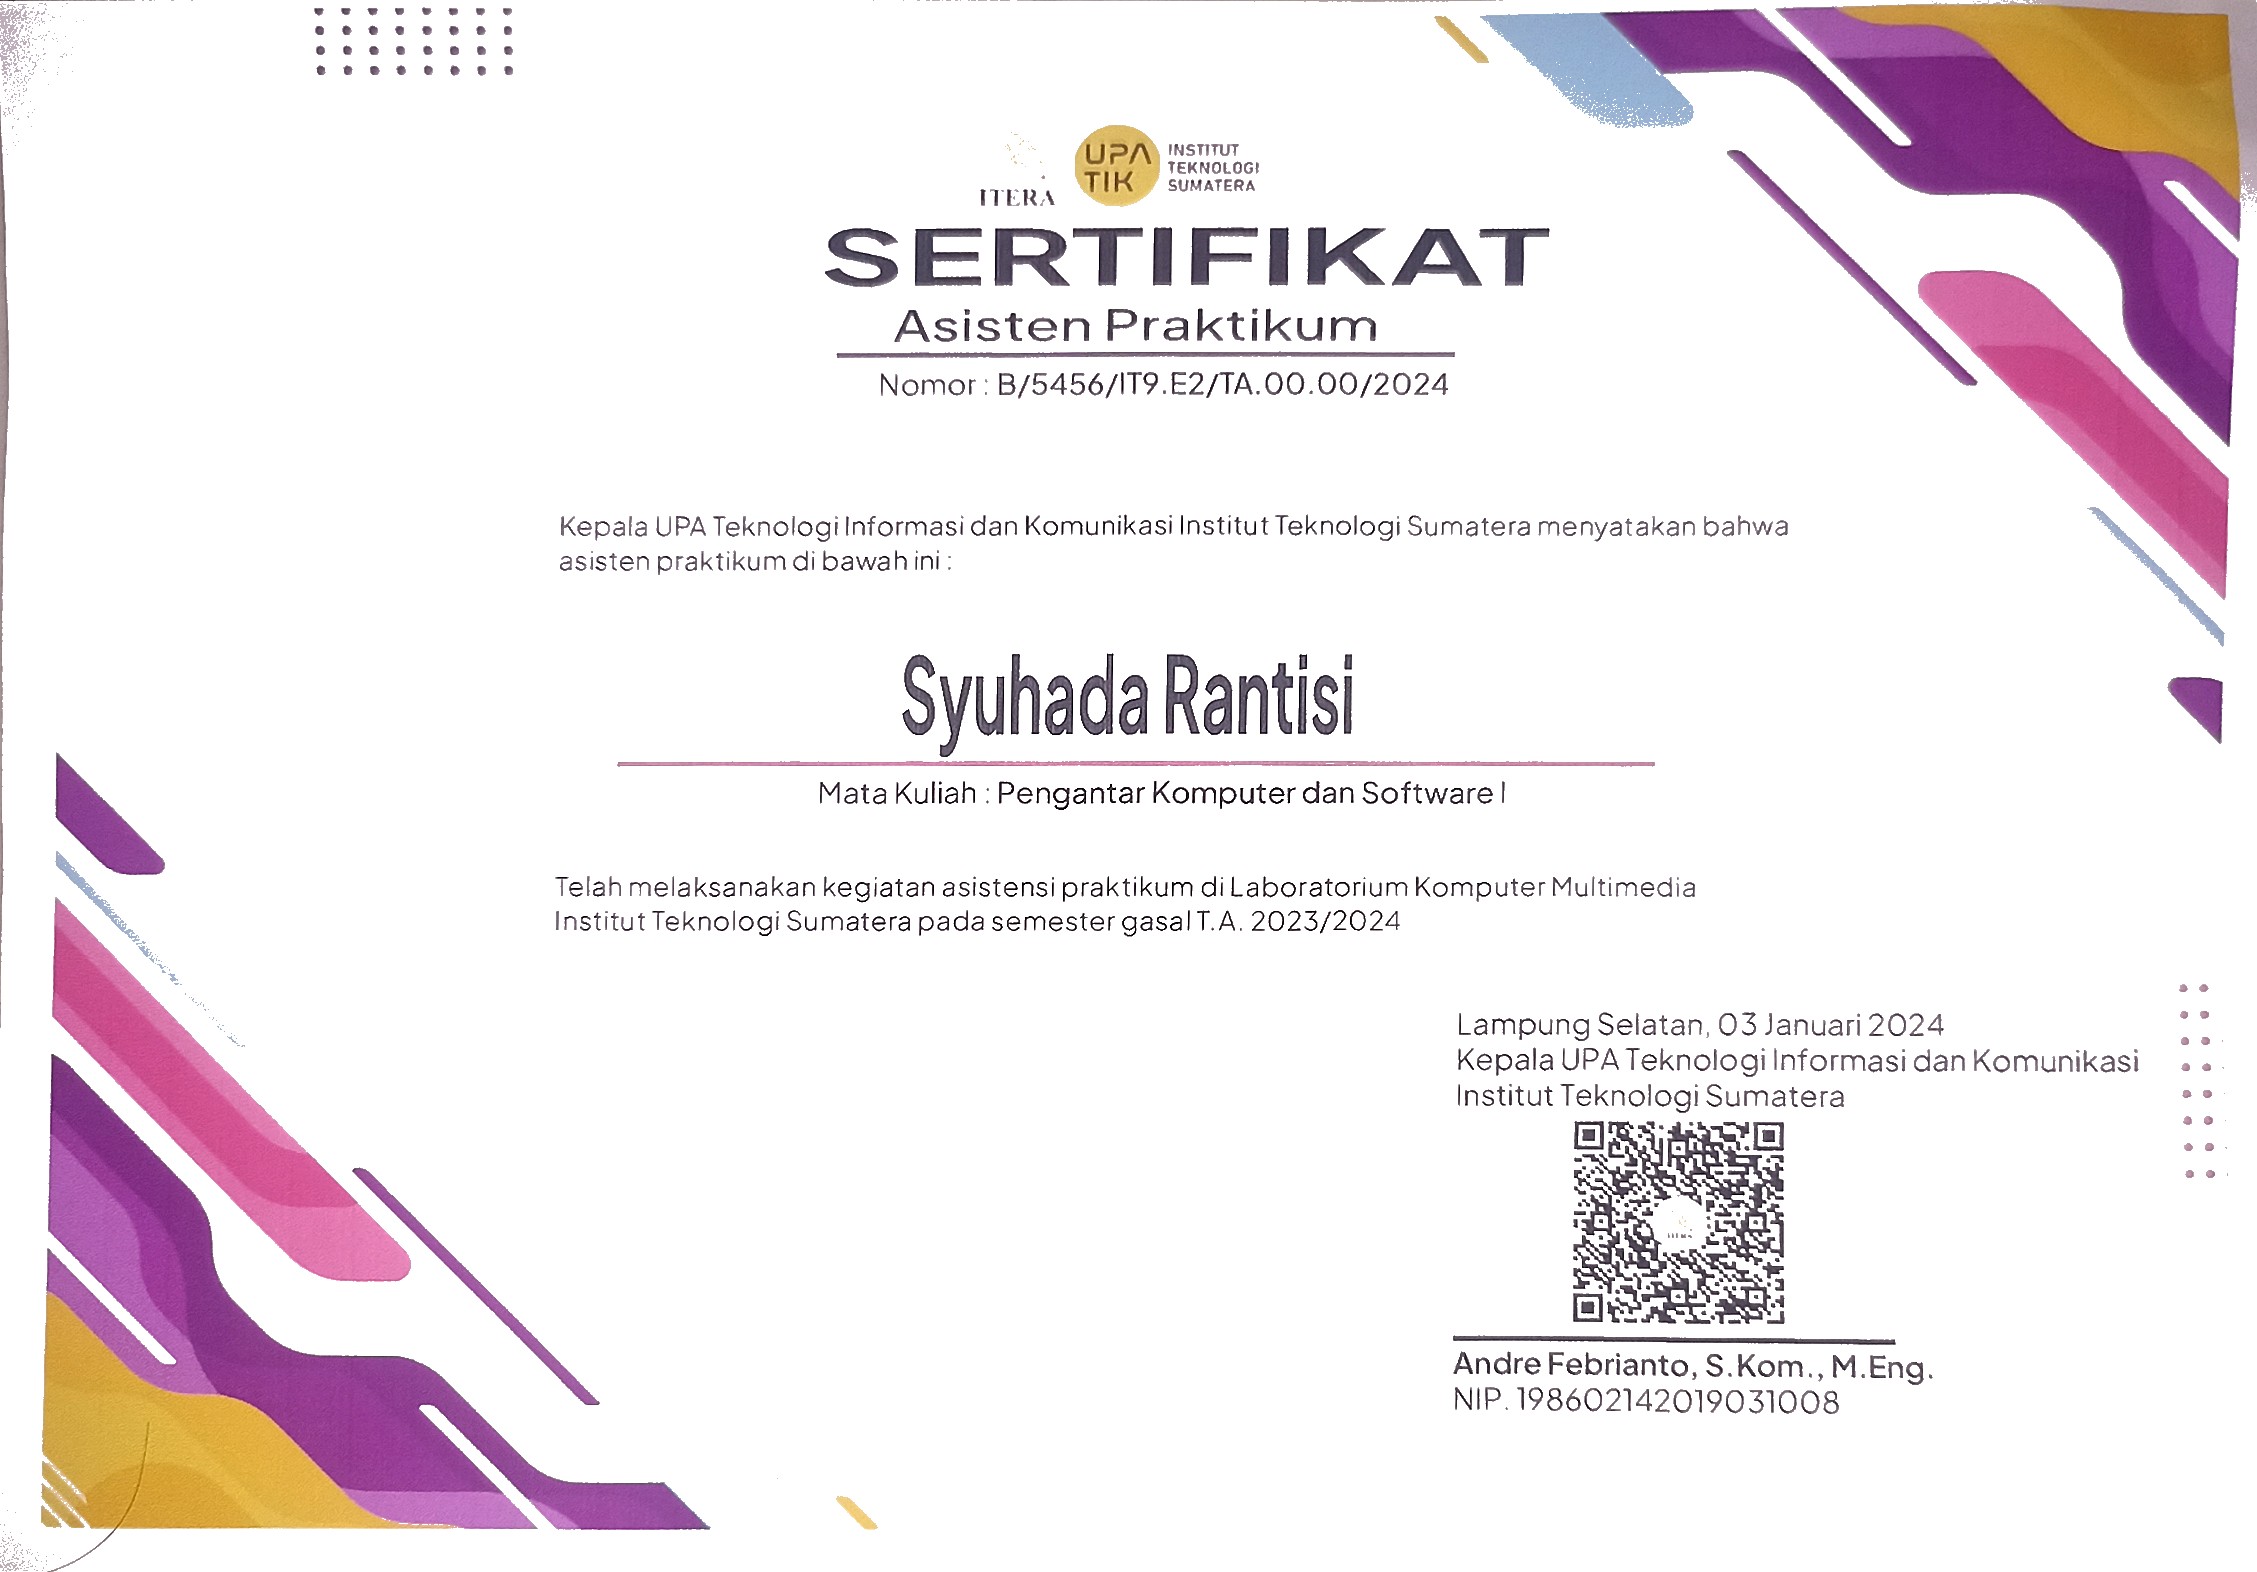 ITERA
UPA
TIK
INSTITUT
TEKNOLOGI
SUMATERA
SERTIFIKAT
Asisten Praktikum
Nomor : B/5456/IT9.E2/TA.00.00/2024
Kepala UPA Teknologi Informasi dan Komunikasi Institut Teknologi Sumatera menyatakan bahwa
asisten praktikum di bawah ini :
Syuhada Rantisi
Mata Kuliah : Pengantar Komputer dan Software I
Telah melaksanakan kegiatan asistensi praktikum di Laboratorium Komputer Multimedia
Institut Teknologi Sumatera pada semester gasal T.A. 2023/2024
Lampung Selatan, 03 Januari 2024
Kepala UPA Teknologi Informasi dan Komunikasi
Institut Teknologi Sumatera
ITERA
Andre Febrianto, S.Kom., M.Eng.
NIP. 198602142019031008